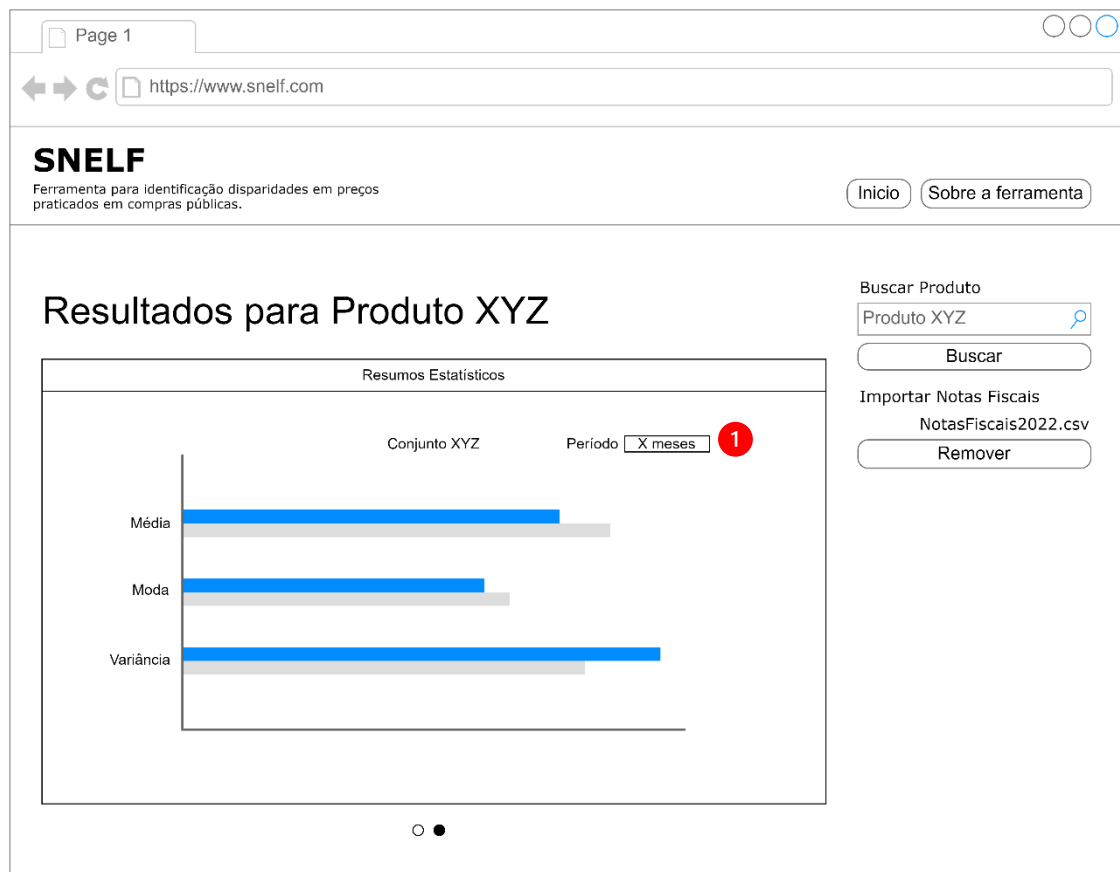 Page 1
https://www.snelf.com
SNELF
Ferramenta para identificação disparidades em preços
praticados em compras públicas.
Inicio
Sobre a ferramenta
Resultados para Produto XYZ
Resumos Estatísticos
Conjunto XYZ
Período
X meses
1
Média
Moda
Variância
Buscar Produto
Produto XYZ
Buscar
Importar Notas Fiscais
NotasFiscais2022.csv
Remover